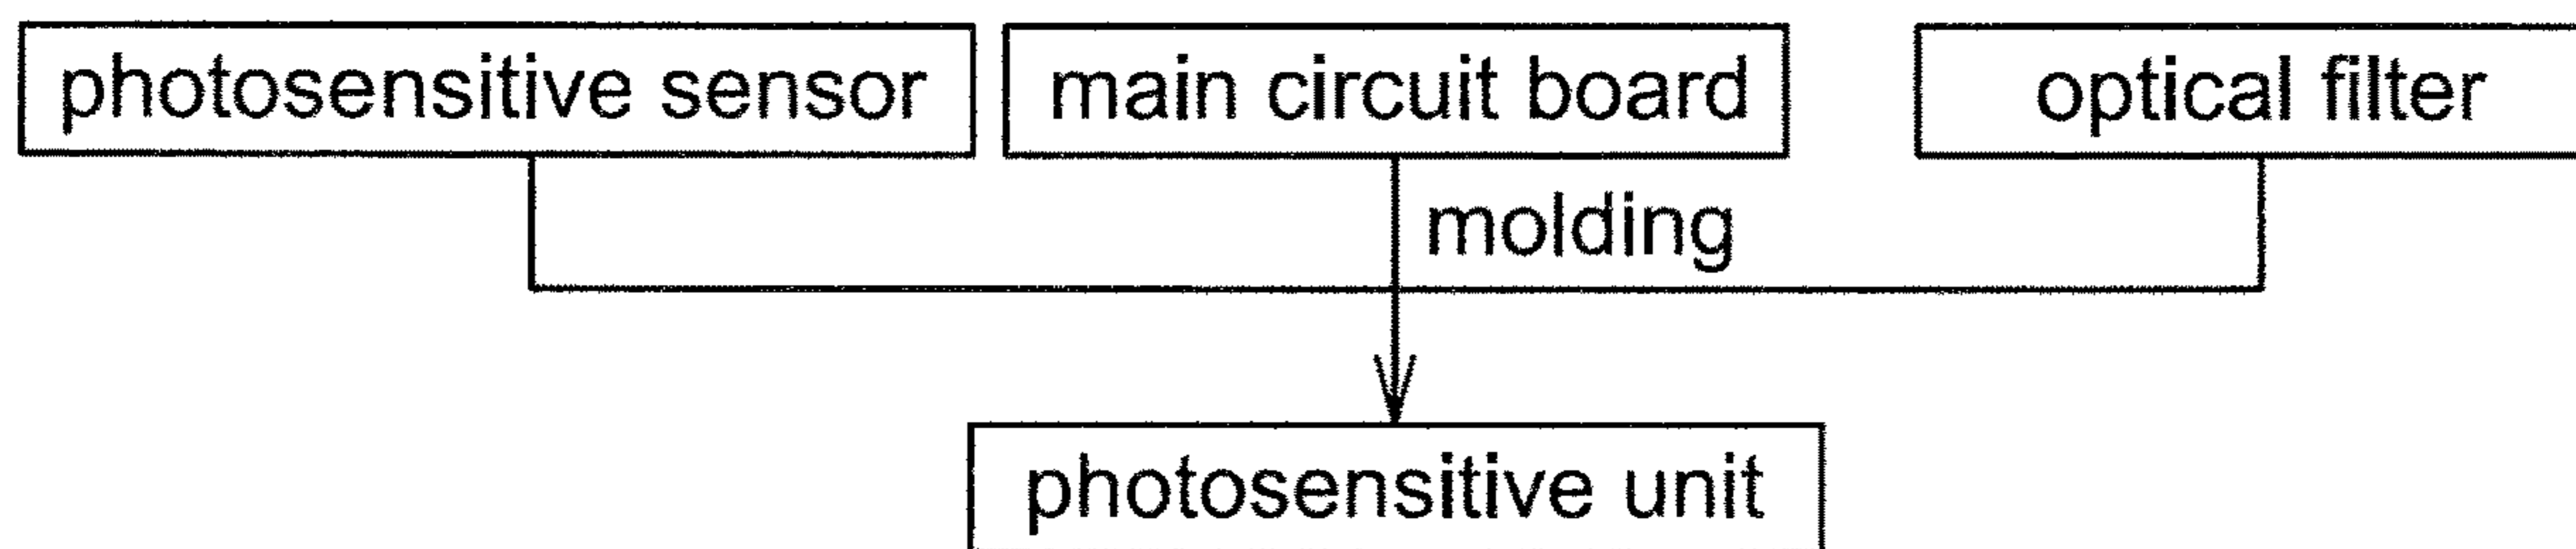 photosensitive sensor
main circuit board
optical filter
molding
photosensitive unit